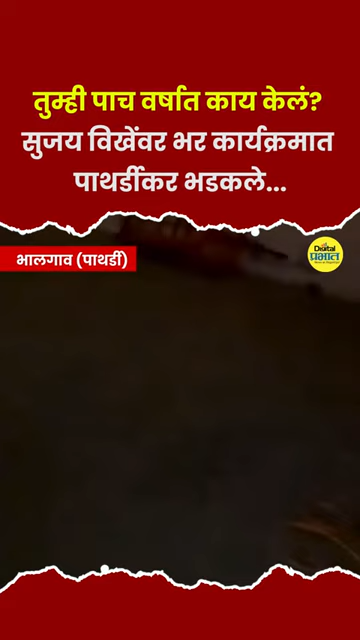 तुम्ही पाच वर्षात काय केलं?
सुजय विखेंवर भर कार्यक्रमात
पाथर्डीकर भडकले...
भालगाव (पाथर्डी)
Digital
प्रभात